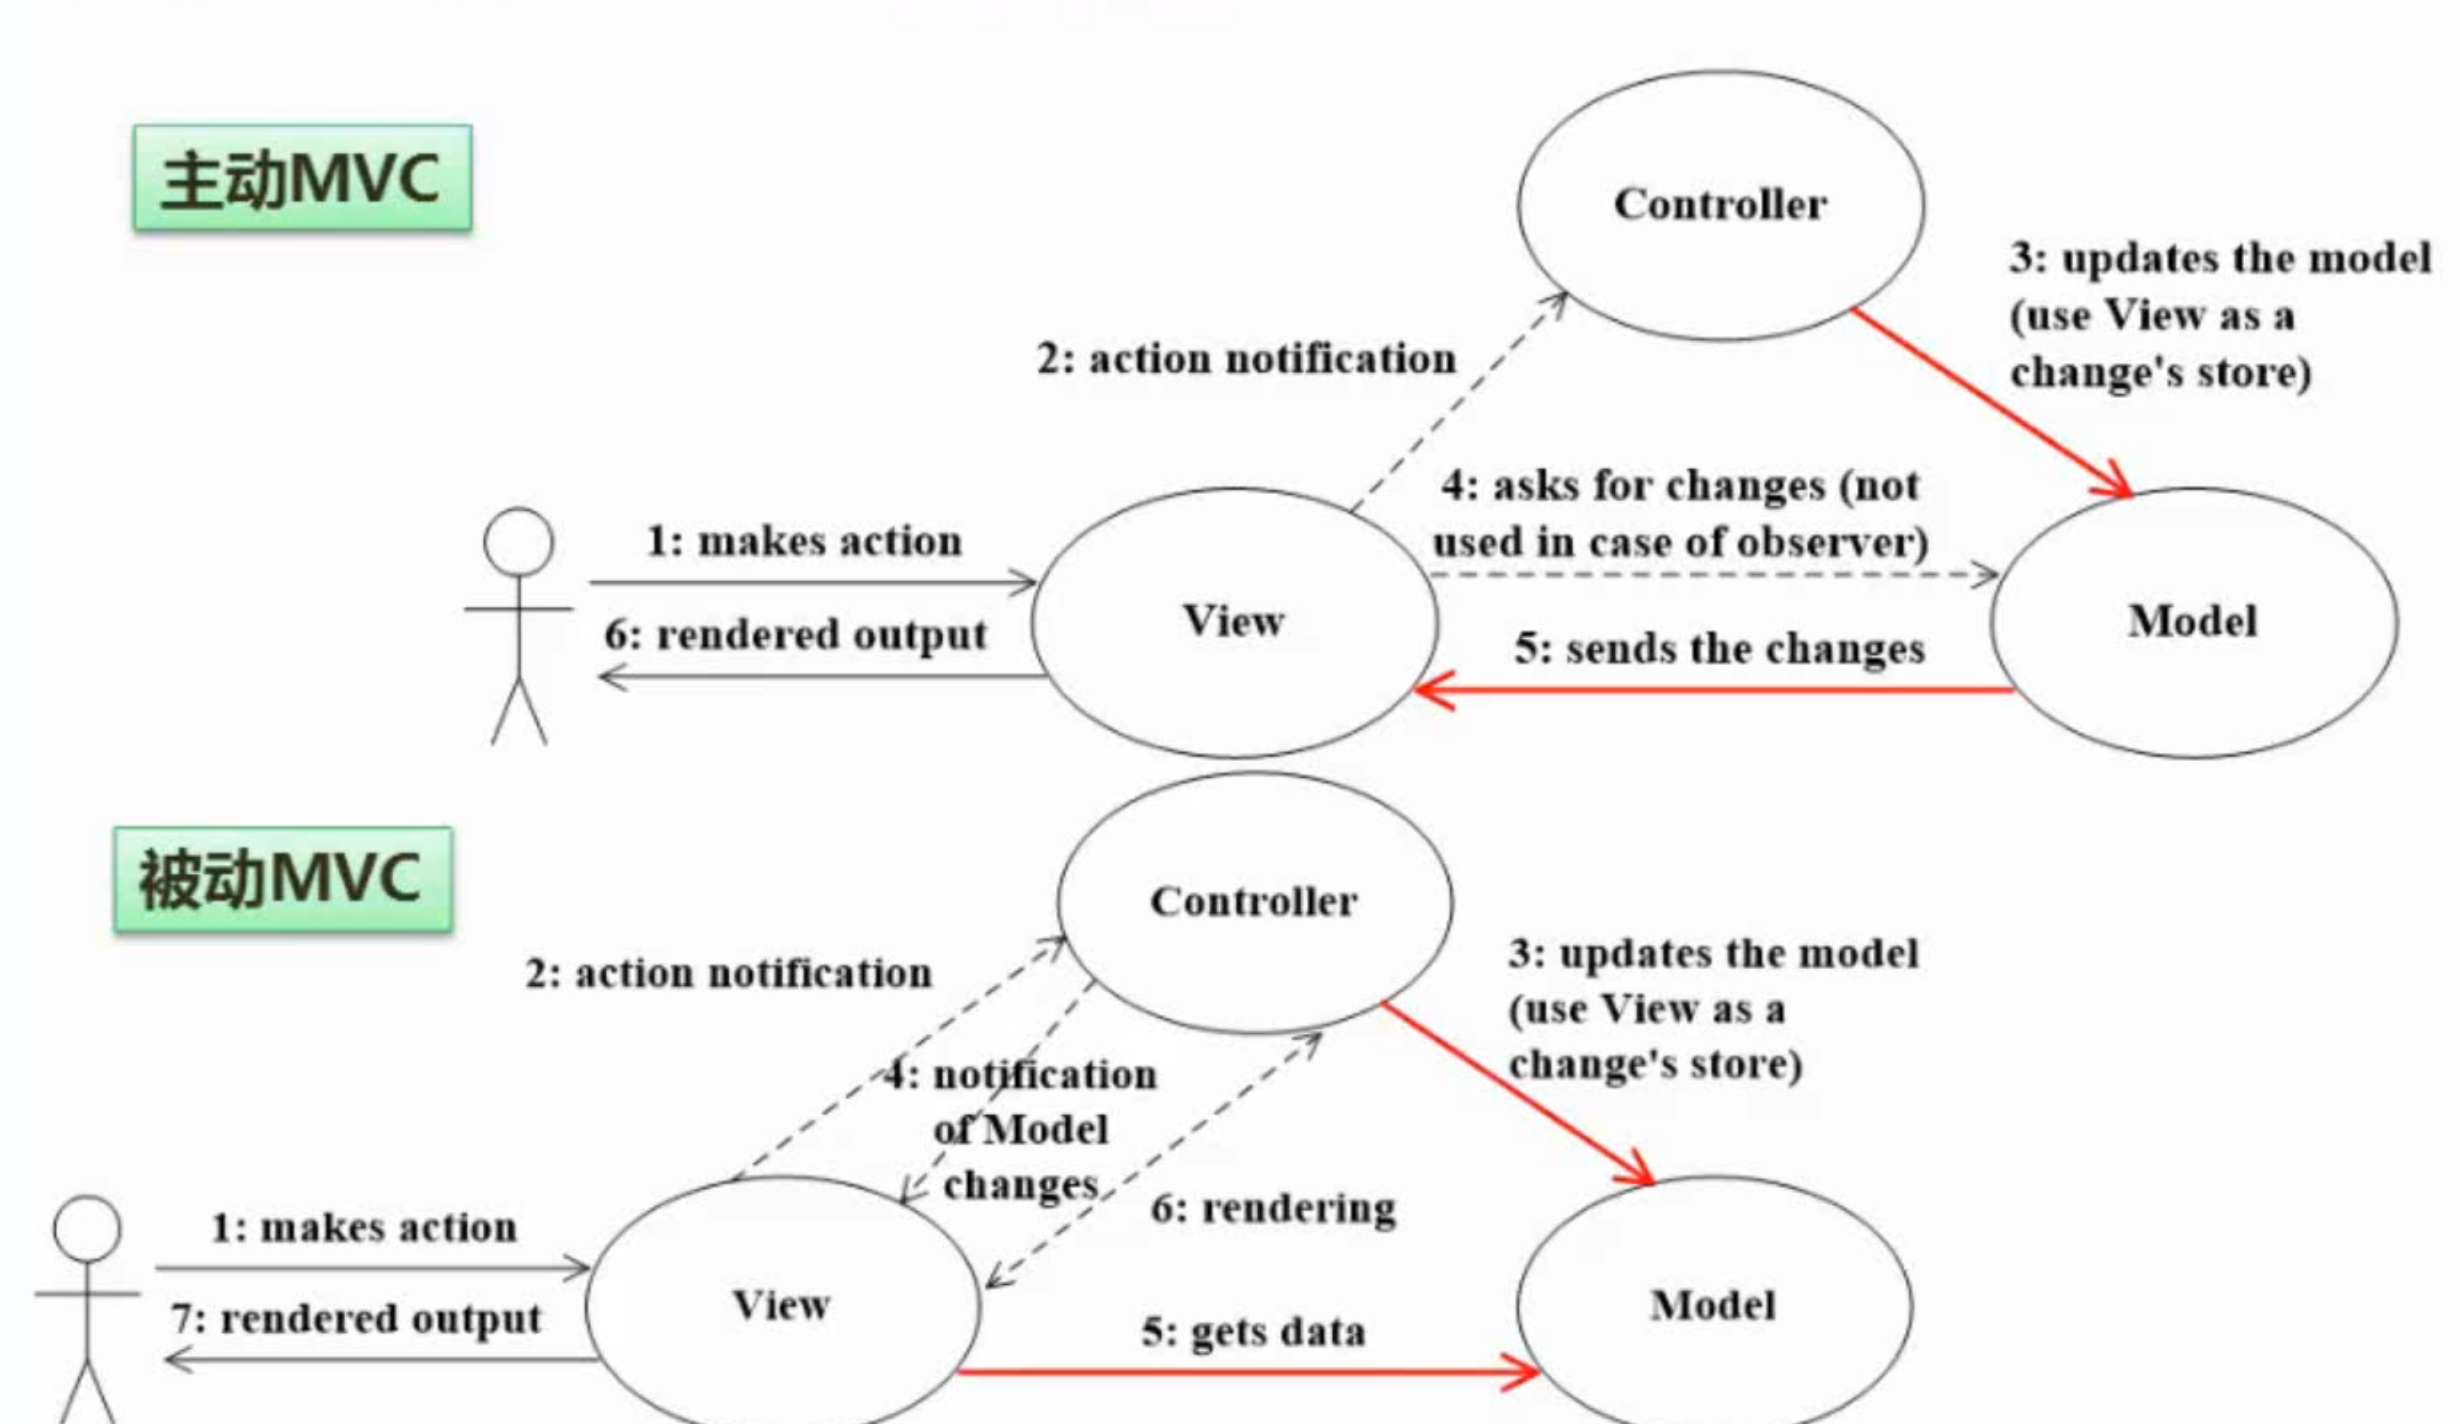 主动MVC
Controller
3: updates the model
(use View as a
change's store)
2: action notification
4: asks for changes (not
used in case of observer)
1: makes action
View
Model
6: rendered output
5: sends the changes
被动MVC
Controller
2: action notification
3: updates the model
(use View as a
change's store)
4: notification
of Model
changes
6: rendering
1: makes action
View
Model
7: rendered output
5: gets data